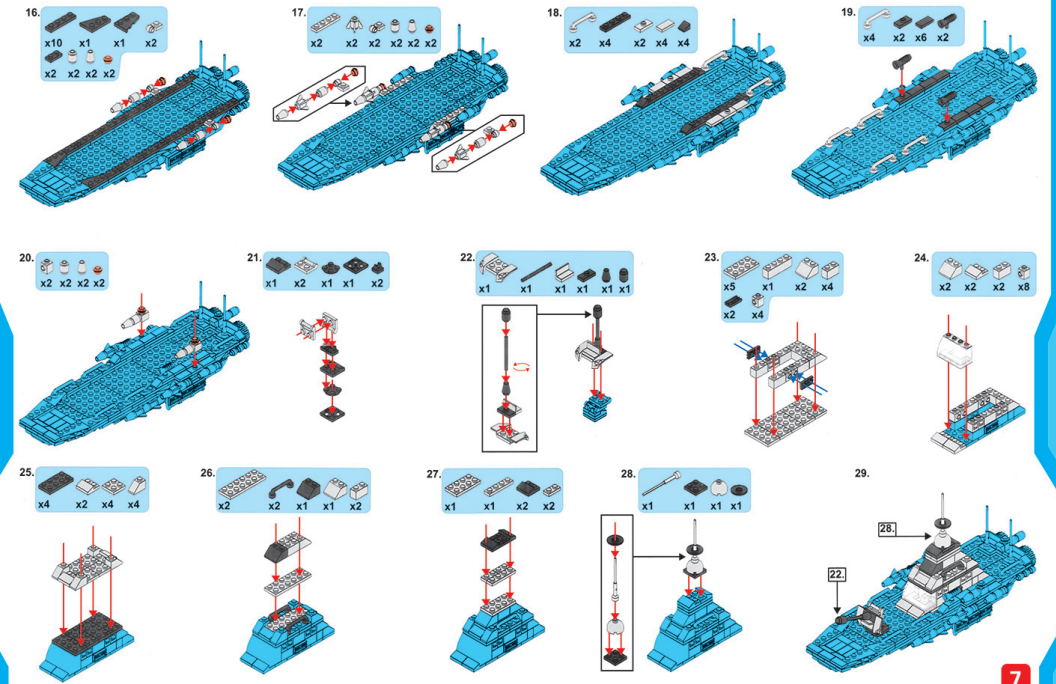 16.
x10 x1 x1 x2
x2 x2 x2 x2
17.
x2 x2 x2 x2 x2 x2
18.
x2 x4 x2 x4 x4
19.
x4 x2 x6 x2
20.
x2 x2 x2 x2
21.
x1 x2 x1 x1 x2
22.
x1 x1 x1 x1 x1 x1
23.
x5 x1 x2 x4
x2 x4
24.
x2 x2 x2 x8
25.
x4 x2 x4 x4
26.
x2 x2 x1 x1 x2
27.
x1 x1 x2 x2
28.
x1 x1 x1 x1
29.
28.
22.
7